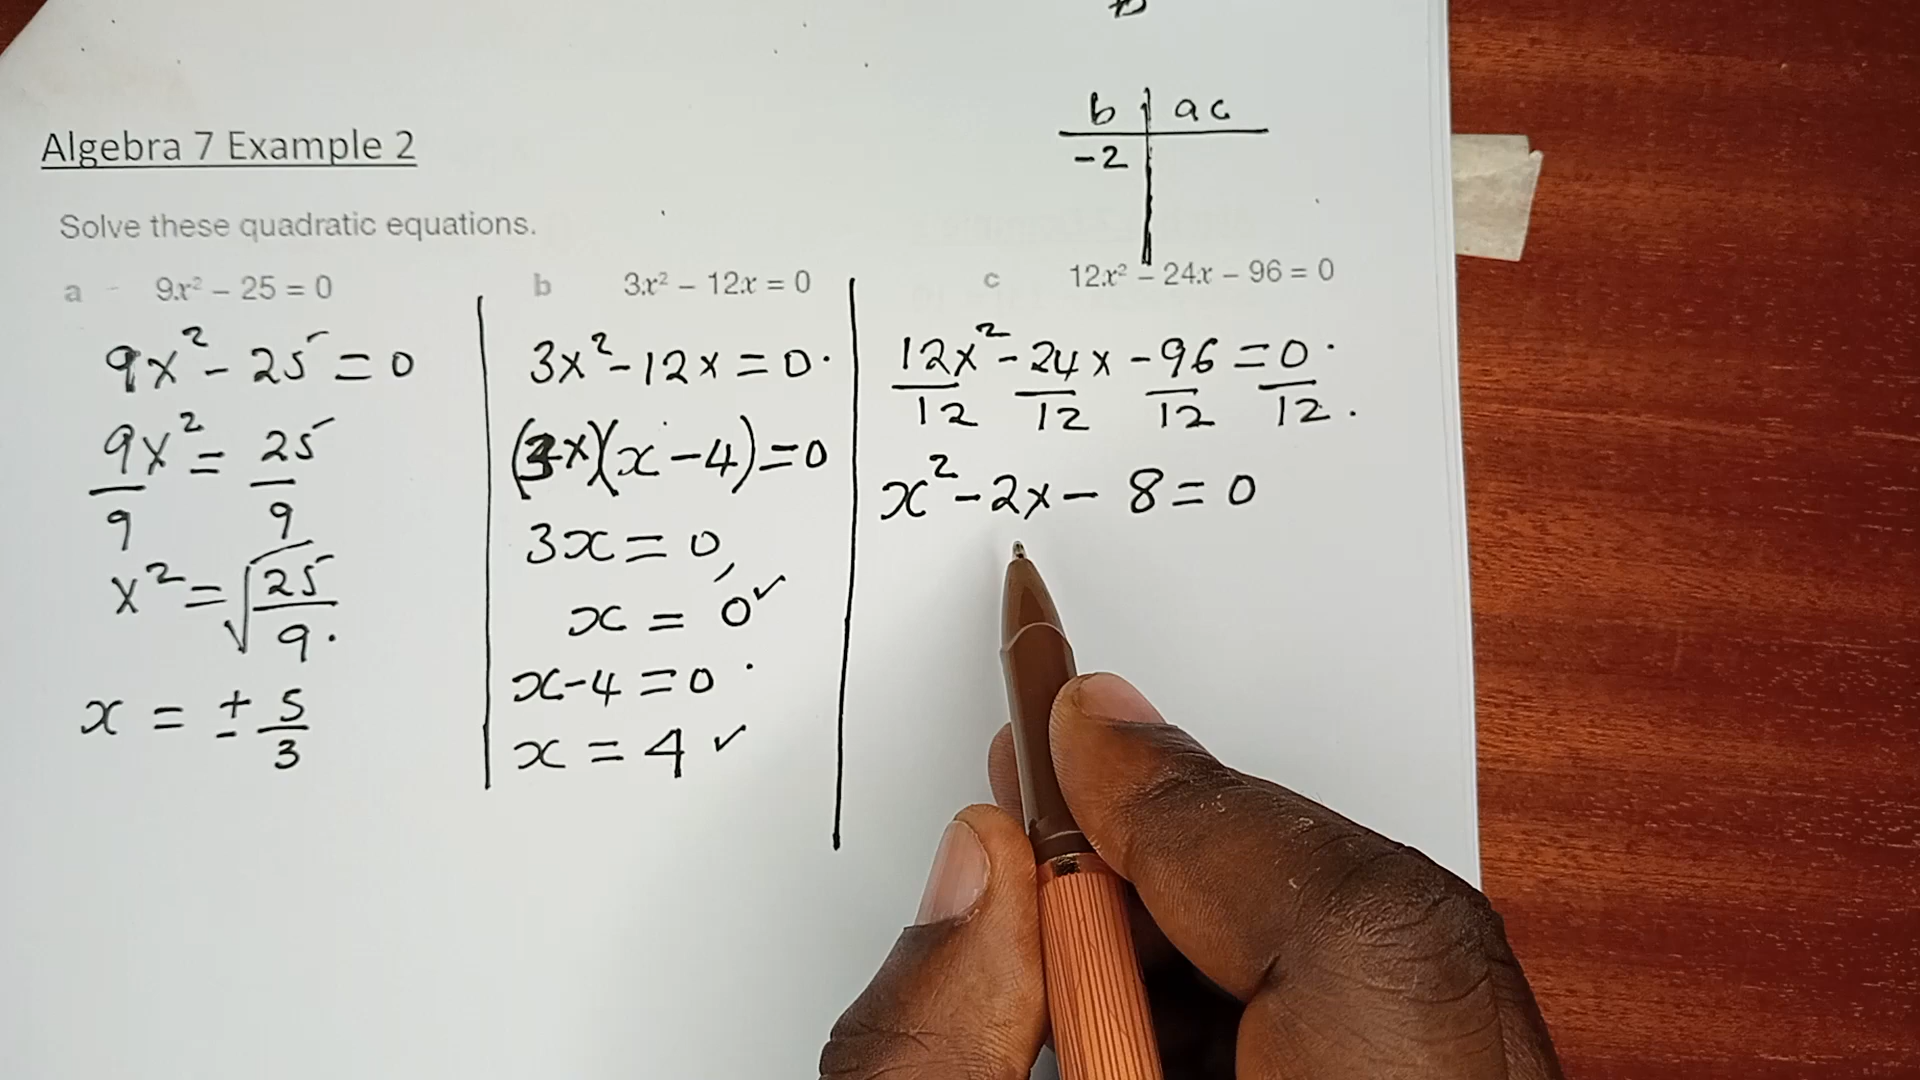 Algebra 7 Example 2
Solve these quadratic equations.
a 9x² – 25 = 0
9x² - 25 = 0
9x² = 25
9 9
x² = √25
9.
x = ± 5
3
b 3x² – 12x = 0
3x² - 12x = 0.
(3x)(x - 4) = 0
3x = 0,
x = 0 ✓
x - 4 = 0
x = 4 ✓
b ac
-2
c 12x² – 24x – 96 = 0
12x² - 24x - 96 = 0.
12 12 12 12.
x² - 2x - 8 = 0